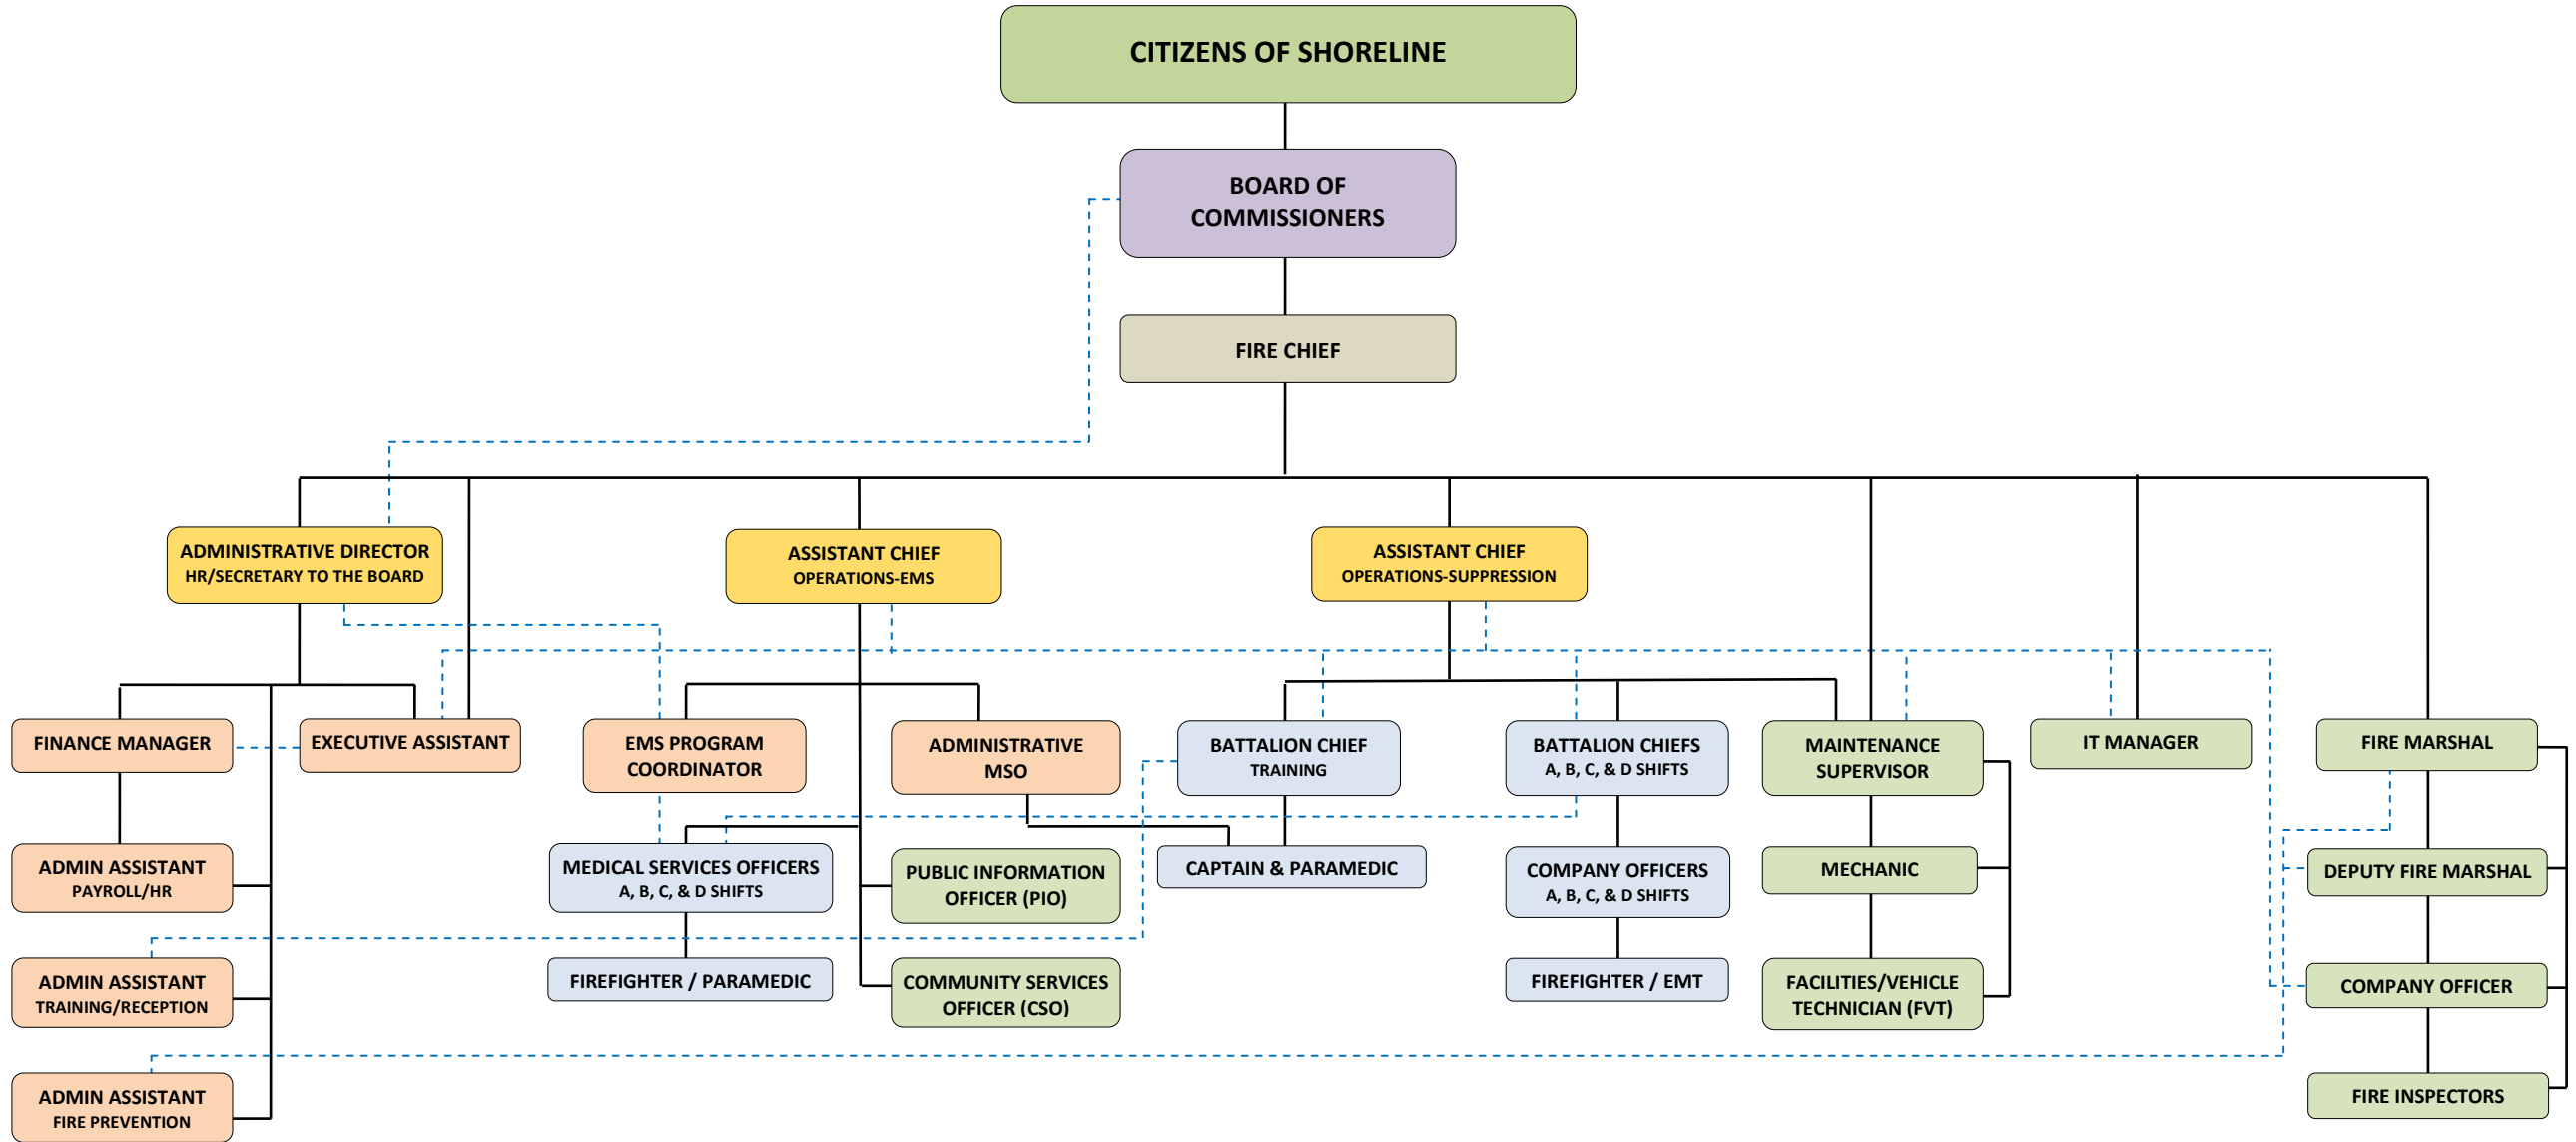 CITIZENS OF SHORELINE
BOARD OF
COMMISSIONERS
FIRE CHIEF
ADMINISTRATIVE DIRECTOR
HR/SECRETARY TO THE BOARD
ASSISTANT CHIEF
OPERATIONS-EMS
ASSISTANT CHIEF
OPERATIONS-SUPPRESSION
FINANCE MANAGER
EXECUTIVE ASSISTANT
EMS PROGRAM
COORDINATOR
ADMINISTRATIVE
MSO
BATTALION CHIEF
TRAINING
BATTALION CHIEFS
A, B, C, & D SHIFTS
MAINTENANCE
SUPERVISOR
IT MANAGER
FIRE MARSHAL
ADMIN ASSISTANT
PAYROLL/HR
MEDICAL SERVICES OFFICERS
A, B, C, & D SHIFTS
PUBLIC INFORMATION
OFFICER (PIO)
CAPTAIN & PARAMEDIC
COMPANY OFFICERS
A, B, C, & D SHIFTS
MECHANIC
DEPUTY FIRE MARSHAL
ADMIN ASSISTANT
TRAINING/RECEPTION
FIREFIGHTER / PARAMEDIC
COMMUNITY SERVICES
OFFICER (CSO)
FIREFIGHTER / EMT
FACILITIES/VEHICLE
TECHNICIAN (FVT)
COMPANY OFFICER
ADMIN ASSISTANT
FIRE PREVENTION
FIRE INSPECTORS